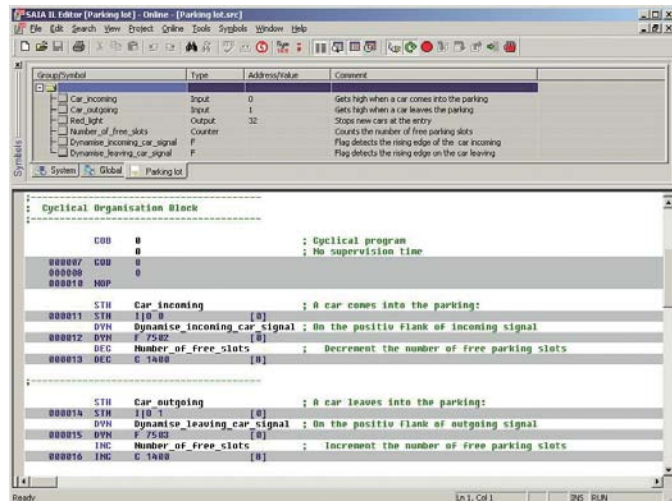 SAIA IL Editor [Parking lot] - Online - [Parking lot.src]
File Edit Search View Project Online Tools Symbols Window Help
Group/Symbol Type Address/Value Comment
Car_incoming Input 0 Gets high when a car comes into the parking
Car_outgoing Input 1 Gets high when a car leaves the parking
Red_light Output 32 Stops new cars at the entry
Number_of_free_slots Counter Counts the number of free parking slots
Dynamise_incoming_car_signal F Flag detects the rising edge of the car incoming
Dynamise_leaving_car_signal F Flag detects the rising edge on the car leaving
Symbols
System Global Parking lot
;----------------------------------------
; Cyclical Organisation Block
;----------------------------------------
COB 0 ; Cyclical program
0 ; No supervision time
000007 COB 0
000008 0
000010 NOP
STH Car_incoming ; A car comes into the parking:
000011 STH I|O 0 [0]
DYN Dynamise_incoming_car_signal ; On the positiv flank of incoming signal
000012 DYN F 7502 [0]
DEC Number_of_free_slots ; Decrement the number of free parking slots
000013 DEC C 1400 [8]
;----------------------------------------
STH Car_outgoing ; A car leaves into the parking:
000014 STH I|O 1 [0]
DYN Dynamise_leaving_car_signal ; On the positiv flank of outgoing signal
000015 DYN F 7503 [0]
INC Number_of_free_slots ; Increment the number of free parking slots
000016 INC C 1400 [8]
Ready Ln 1, Col 1 INS RUN